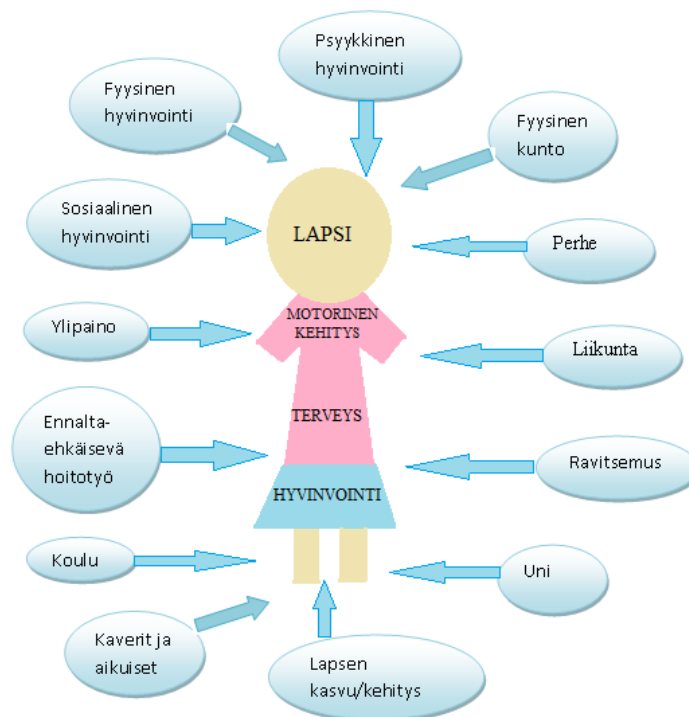 Psyykkinen
hyvinvointi
Fyysinen
hyvinvointi
Fyysinen
kunto
Sosiaalinen
hyvinvointi
LAPSI
Perhe
MOTORINEN
KEHITYS
Ylipaino
Liikunta
TERVEYS
Ennalta-
ehkäisevä
hoitotyö
Ravitsemus
HYVINVOINTI
Koulu
Uni
Kaverit ja
aikuiset
Lapsen
kasvu/kehitys